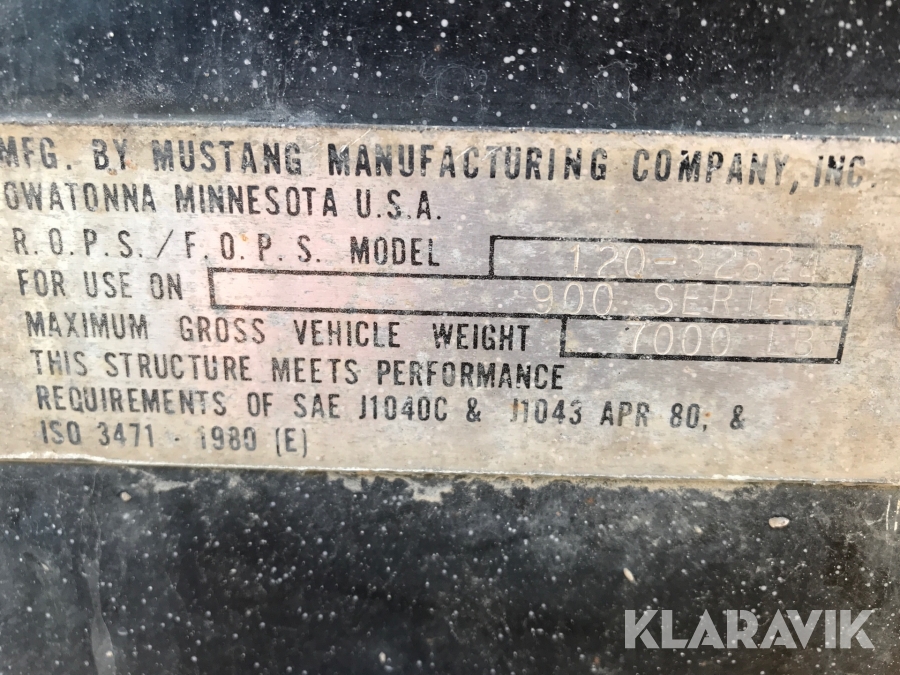 MFG. BY MUSTANG MANUFACTURING COMPANY, INC.
OWATONNA MINNESOTA U.S.A.
R.O.P.S./F.O.P.S. MODEL
FOR USE ON 900 SERIES
MAXIMUM GROSS VEHICLE WEIGHT 7000 LB
THIS STRUCTURE MEETS PERFORMANCE
REQUIREMENTS OF SAE J1040C & J1043 APR 80, &
ISO 3471 - 1980 (E)
KLARAVIK